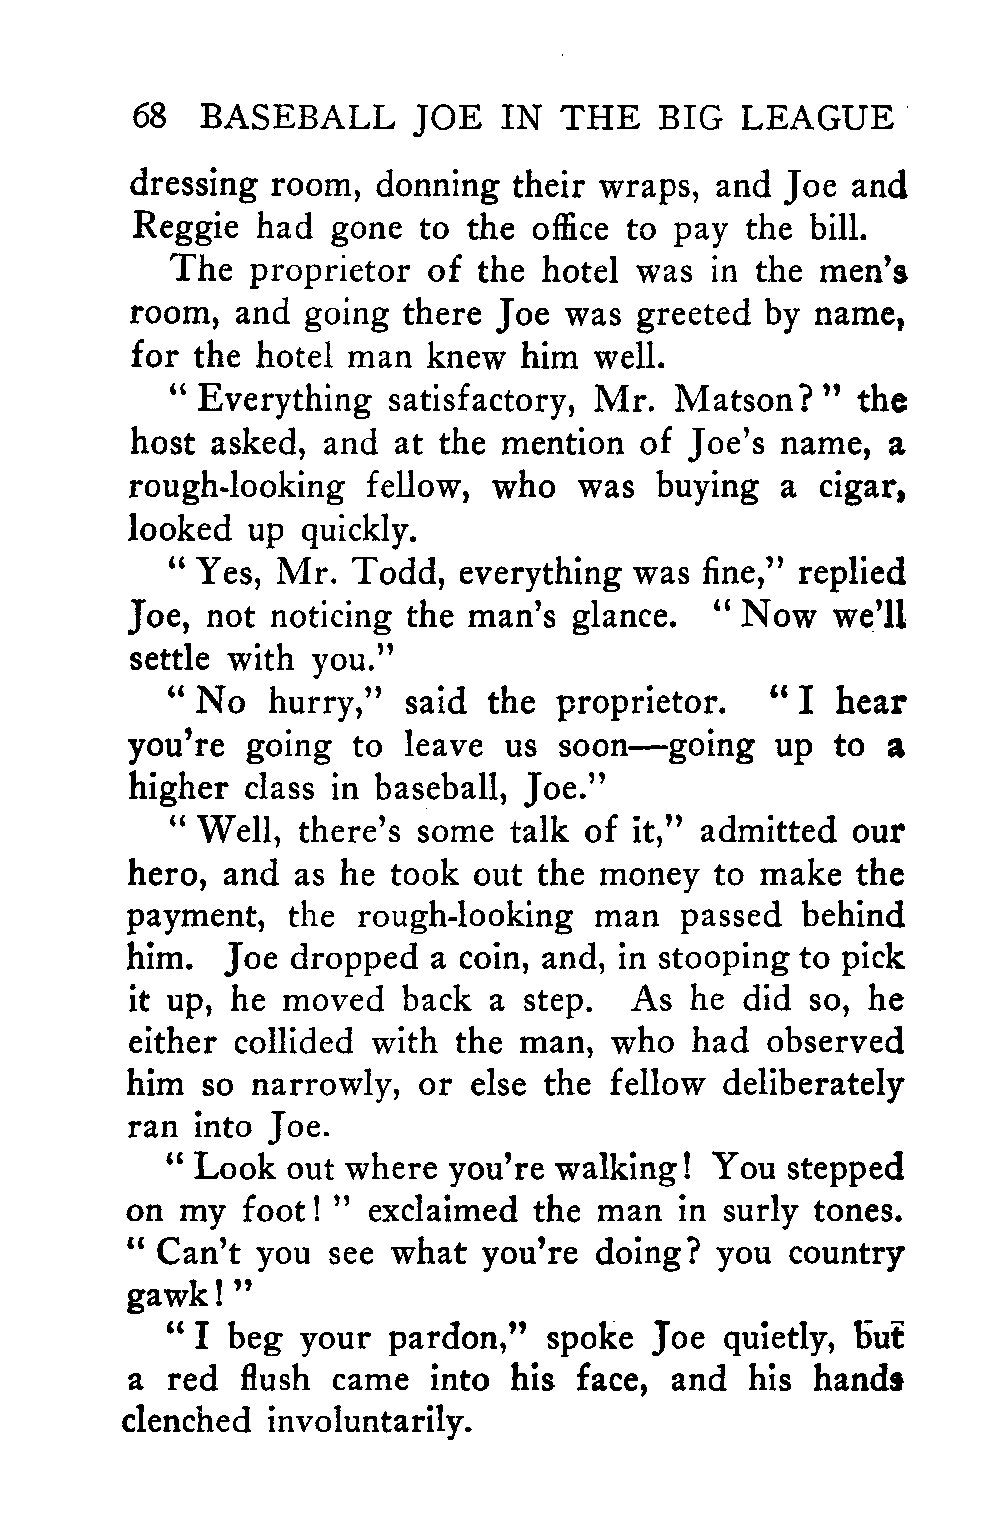 68 BASEBALL JOE IN THE BIG LEAGUE
dressing room, donning their wraps, and Joe and
Reggie had gone to the office to pay the bill.
The proprietor of the hotel was in the men's
room, and going there Joe was greeted by name,
for the hotel man knew him well.
" Everything satisfactory, Mr. Matson? " the
host asked, and at the mention of Joe's name, a
rough-looking fellow, who was buying a cigar,
looked up quickly.
" Yes, Mr. Todd, everything was fine," replied
Joe, not noticing the man's glance. " Now we'll
settle with you."
" No hurry," said the proprietor. " I hear
you're going to leave us soon—going up to a
higher class in baseball, Joe."
" Well, there's some talk of it," admitted our
hero, and as he took out the money to make the
payment, the rough-looking man passed behind
him. Joe dropped a coin, and, in stooping to pick
it up, he moved back a step. As he did so, he
either collided with the man, who had observed
him so narrowly, or else the fellow deliberately
ran into Joe.
" Look out where you're walking! You stepped
on my foot! " exclaimed the man in surly tones.
" Can't you see what you're doing? you country
gawk! "
" I beg your pardon," spoke Joe quietly, but
a red flush came into his face, and his hands
clenched involuntarily.